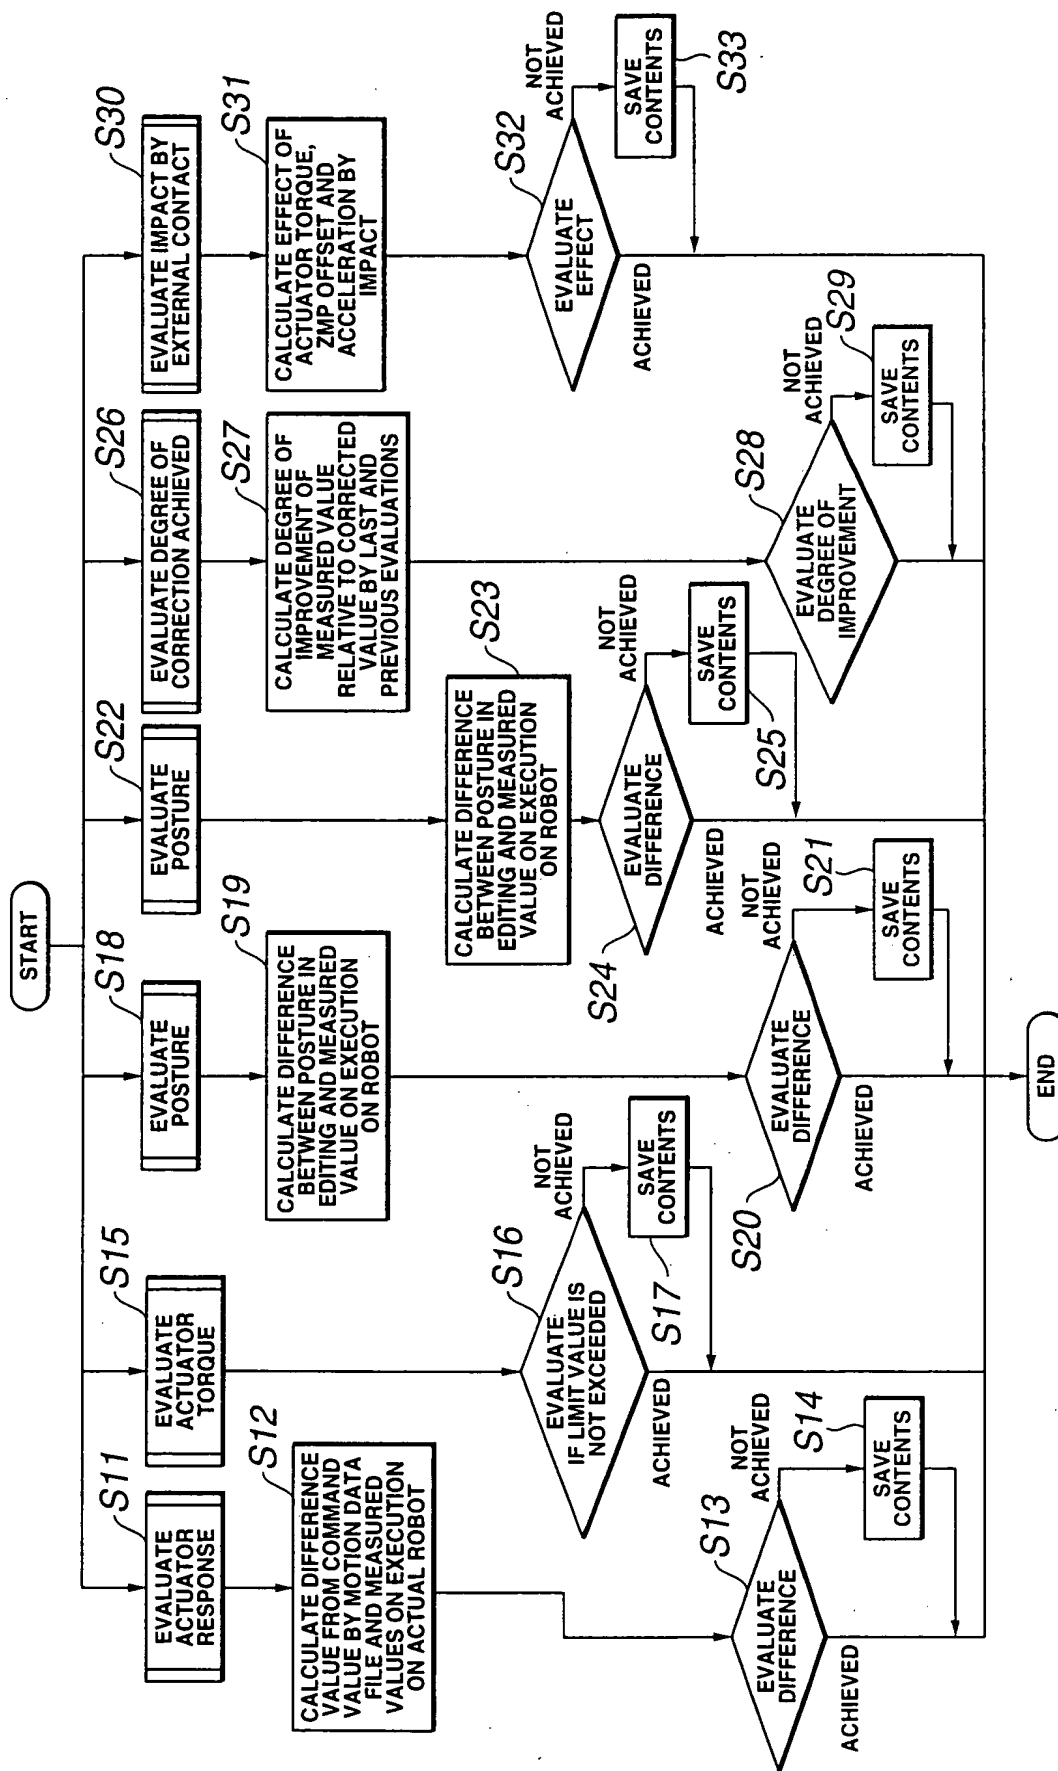 START
S11
EVALUATE
ACTUATOR
RESPONSE
S12
CALCULATE DIFFERENCE
VALUE FROM COMMAND
VALUE BY MOTION DATA
FILE AND MEASURED
VALUES ON EXECUTION
ON ACTUAL ROBOT
S13
EVALUATE
DIFFERENCE
NOT
ACHIEVED
ACHIEVED
S14
SAVE
CONTENTS
S15
EVALUATE
ACTUATOR
TORQUE
S16
EVALUATE
IF LIMIT VALUE IS
NOT EXCEEDED
NOT
ACHIEVED
ACHIEVED
SAVE
CONTENTS
S17
S18
EVALUATE
POSTURE
S19
CALCULATE DIFFERENCE
BETWEEN POSTURE IN
EDITING AND MEASURED
VALUE ON EXECUTION
ON ROBOT
EVALUATE
DIFFERENCE
S20
NOT
ACHIEVED
ACHIEVED
S21
SAVE
CONTENTS
S22
EVALUATE
POSTURE
S23
CALCULATE DIFFERENCE
BETWEEN POSTURE IN
EDITING AND MEASURED
VALUE ON EXECUTION
ON ROBOT
EVALUATE
DIFFERENCE
S24
NOT
ACHIEVED
ACHIEVED
SAVE
CONTENTS
S25
S26
EVALUATE DEGREE OF
CORRECTION ACHIEVED
S27
CALCULATE DEGREE OF
IMPROVEMENT OF
MEASURED VALUE
RELATIVE TO CORRECTED
VALUE BY LAST AND
PREVIOUS EVALUATIONS
S28
EVALUATE
DEGREE OF
IMPROVEMENT
NOT
ACHIEVED
S29
SAVE
CONTENTS
S30
EVALUATE IMPACT BY
EXTERNAL CONTACT
S31
CALCULATE EFFECT OF
ACTUATOR TORQUE,
ZMP OFFSET AND
ACCELERATION BY
IMPACT
S32
EVALUATE
EFFECT
NOT
ACHIEVED
ACHIEVED
SAVE
CONTENTS
S33
END